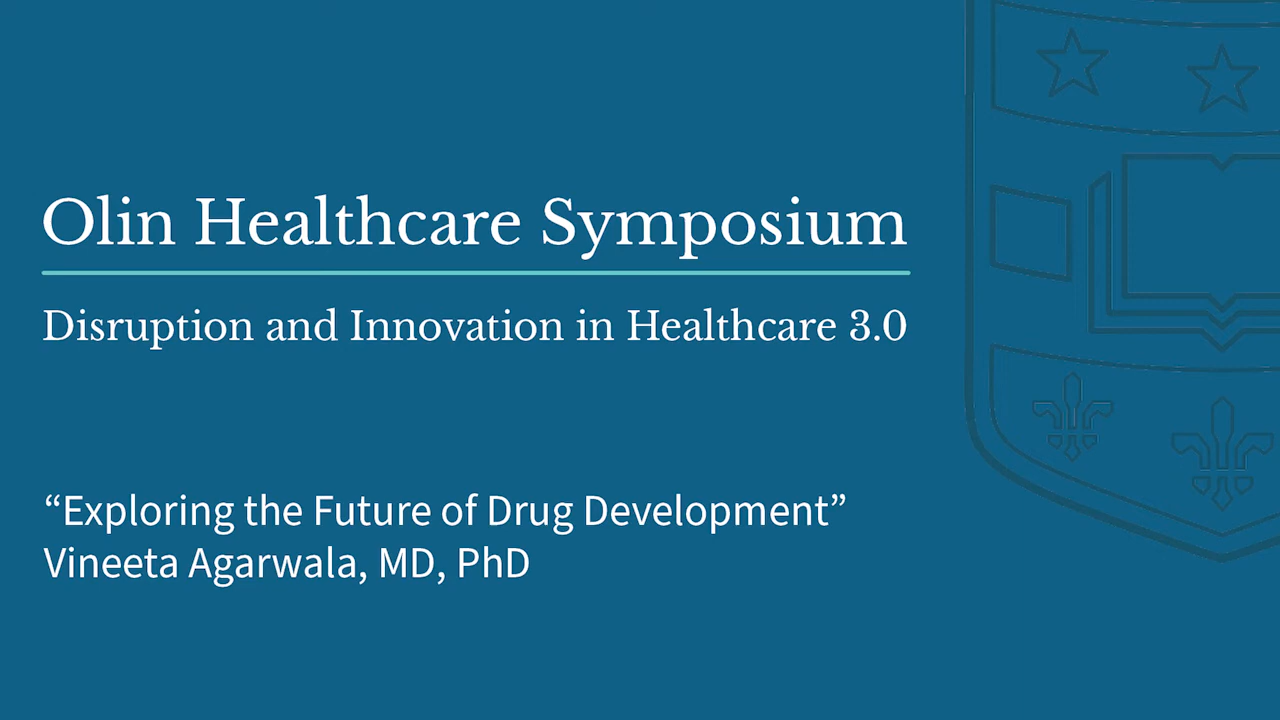 Olin Healthcare Symposium
Disruption and Innovation in Healthcare 3.0
“Exploring the Future of Drug Development”
Vineeta Agarwala, MD, PhD